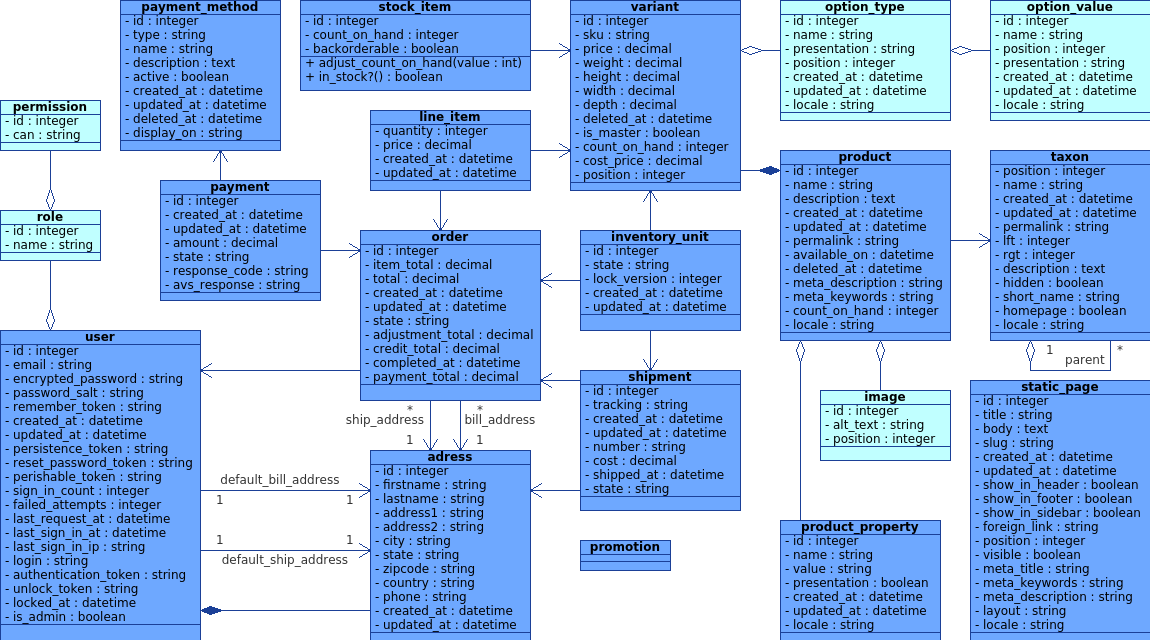 payment_method
- id : integer
- type : string
- name : string
- description : text
- active : boolean
- created_at : datetime
- updated_at : datetime
- deleted_at : datetime
- display_on : string
stock_item
- id : integer
- count_on_hand : integer
- backorderable : boolean
+ adjust_count_on_hand(value : int)
+ in_stock?() : boolean
variant
- id : integer
- sku : string
- price : decimal
- weight : decimal
- height : decimal
- width : decimal
- depth : decimal
- deleted_at : datetime
- is_master : boolean
- count_on_hand : integer
- cost_price : decimal
- position : integer
option_type
- id : integer
- name : string
- presentation : string
- position : integer
- created_at : datetime
- updated_at : datetime
- locale : string
option_value
- id : integer
- name : string
- position : integer
- presentation : string
- created_at : datetime
- updated_at : datetime
- locale : string
permission
- id : integer
- can : string
line_item
- quantity : integer
- price : decimal
- created_at : datetime
- updated_at : datetime
product
- id : integer
- name : string
- description : text
- created_at : datetime
- updated_at : datetime
- permalink : string
- available_on : datetime
- deleted_at : datetime
- meta_description : string
- meta_keywords : string
- count_on_hand : integer
- locale : string
taxon
- position : integer
- name : string
- created_at : datetime
- updated_at : datetime
- permalink : string
- lft : integer
- rgt : integer
- description : text
- hidden : boolean
- short_name : string
- homepage : boolean
- locale : string
1
*
parent
payment
- id : integer
- created_at : datetime
- updated_at : datetime
- amount : decimal
- state : string
- response_code : string
- avs_response : string
role
- id : integer
- name : string
order
- id : integer
- item_total : decimal
- total : decimal
- created_at : datetime
- updated_at : datetime
- state : string
- adjustment_total : decimal
- credit_total : decimal
- completed_at : datetime
- payment_total : decimal
inventory_unit
- id : integer
- state : string
- lock_version : integer
- created_at : datetime
- updated_at : datetime
user
- id : integer
- email : string
- encrypted_password : string
- password_salt : string
- remember_token : string
- created_at : datetime
- updated_at : datetime
- persistence_token : string
- reset_password_token : string
- perishable_token : string
- sign_in_count : integer
- failed_attempts : integer
- last_request_at : datetime
- last_sign_in_at : datetime
- last_sign_in_ip : string
- login : string
- authentication_token : string
- unlock_token : string
- locked_at : datetime
- is_admin : boolean
* *
ship_address bill_address
1 1
default_bill_address
1 1
1 1
default_ship_address
adress
- id : integer
- firstname : string
- lastname : string
- address1 : string
- address2 : string
- city : string
- state : string
- zipcode : string
- country : string
- phone : string
- created_at : datetime
- updated_at : datetime
shipment
- id : integer
- tracking : string
- created_at : datetime
- updated_at : datetime
- number : string
- cost : decimal
- shipped_at : datetime
- state : string
promotion
image
- id : integer
- alt_text : string
- position : integer
product_property
- id : integer
- name : string
- value : string
- presentation : boolean
- created_at : datetime
- updated_at : datetime
- locale : string
static_page
- id : integer
- title : string
- body : text
- slug : string
- created_at : datetime
- updated_at : datetime
- show_in_header : boolean
- show_in_footer : boolean
- show_in_sidebar : boolean
- foreign_link : string
- position : integer
- visible : boolean
- meta_title : string
- meta_keywords : string
- meta_description : string
- layout : string
- locale : string